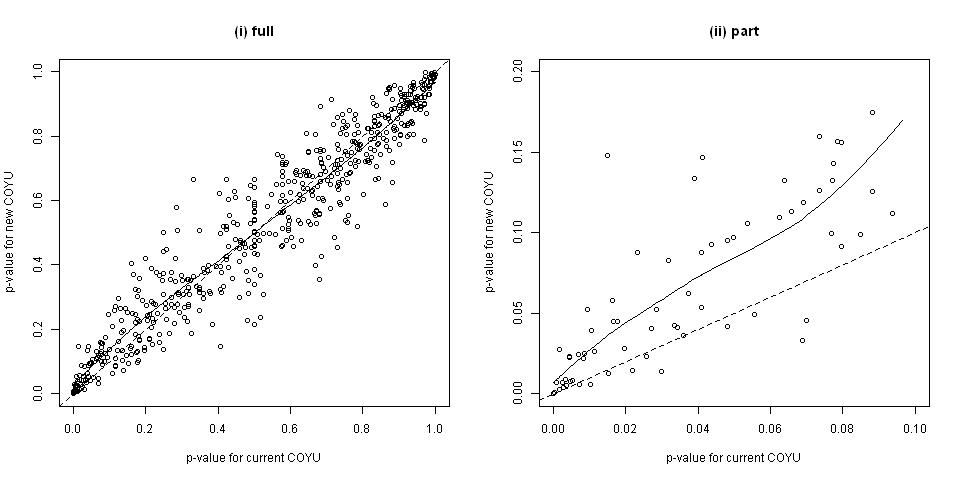 (i) full
p-value for new COYU
1.0
0.8
0.6
0.4
0.2
0.0
0.0 0.2 0.4 0.6 0.8 1.0
p-value for current COYU
(ii) part
p-value for new COYU
0.20
0.15
0.10
0.05
0.00
0.00 0.02 0.04 0.06 0.08 0.10
p-value for current COYU